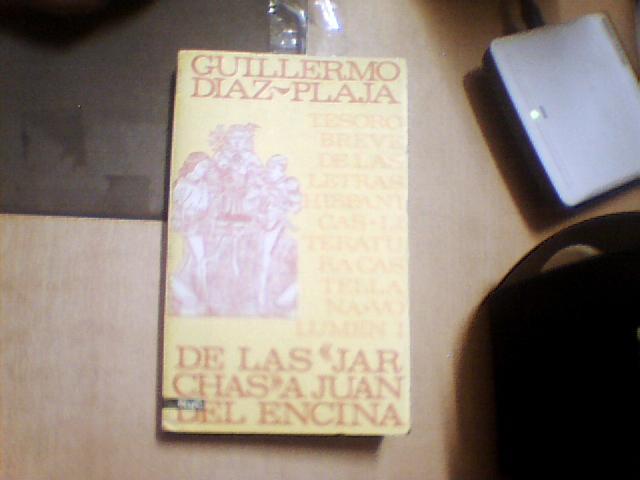 GUILLERMO
DIAZ-PLAJA
TESORO
BREVE
DE LAS
LETRAS
HISPANI
CAS·LI
TERATU
RA CAS
TELLA
NA·VO
LUMEN I
DE LAS "JAR
CHAS" A JUAN
DEL ENCINA